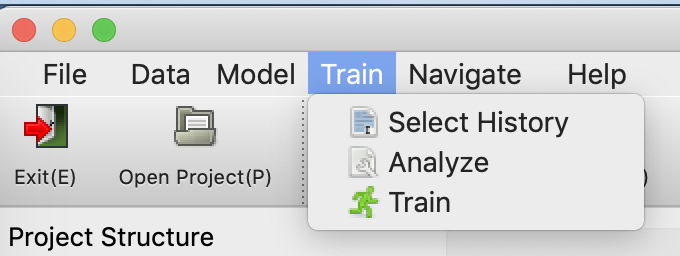 File Data Model Train Navigate Help
Select History
Analyze
Train
Exit(E) Open Project(P) )
Project Structure